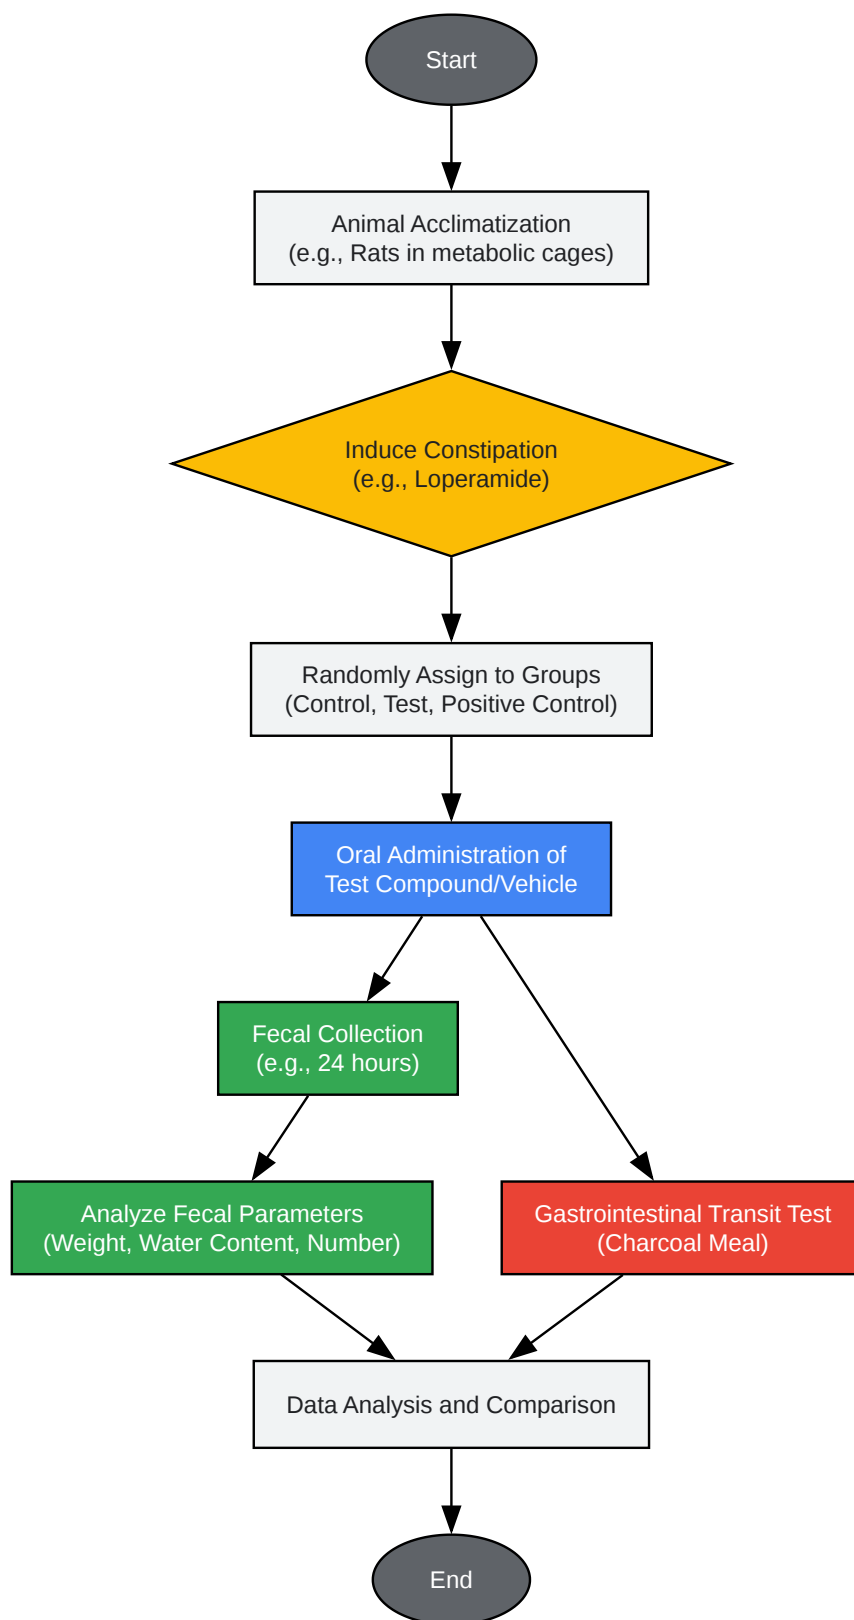 Start
Animal Acclimatization
(e.g., Rats in metabolic cages)
Induce Constipation
(e.g., Loperamide)
Randomly Assign to Groups
(Control, Test, Positive Control)
Oral Administration of
Test Compound/Vehicle
Fecal Collection
(e.g., 24 hours)
Analyze Fecal Parameters
(Weight, Water Content, Number)
Gastrointestinal Transit Test
(Charcoal Meal)
Data Analysis and Comparison
End